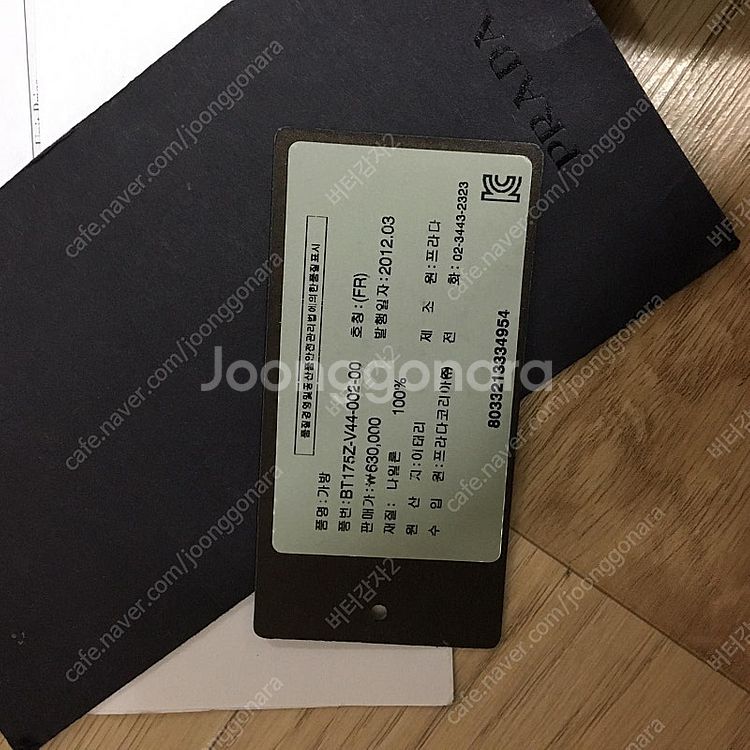 PRADA
품질경영및공산품안전관리법에의한품질표시
품명:가방
품번:BT175Z-V44-002-00 호칭:(FR)
판매가:₩630,000 발행일자:2012.03
재질: 나일론 100%
원 산 지:이태리 제 조 원:프라다
수 입 원:프라다코리아㈜ 전 화:02-3443-2323
8033213334954
Joonggonara
cafe.naver.com/joonggonara
버터감자2